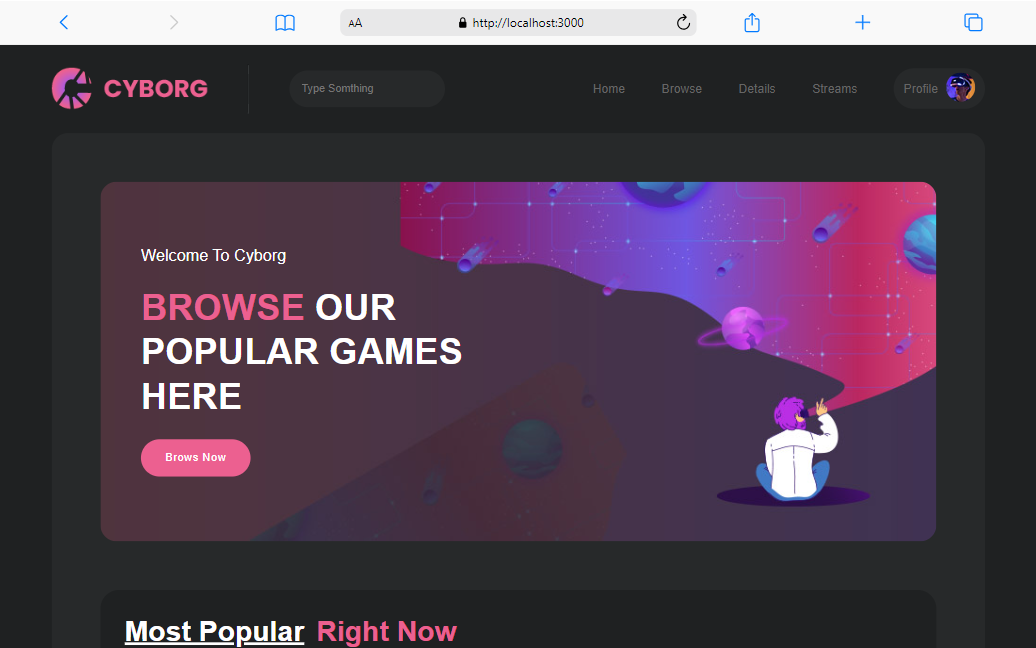 AA http://localhost:3000
CYBORG
Type Somthing
Home Browse Details Streams Profile
Welcome To Cyborg
BROWSE OUR
POPULAR GAMES
HERE
Brows Now
Most Popular Right Now